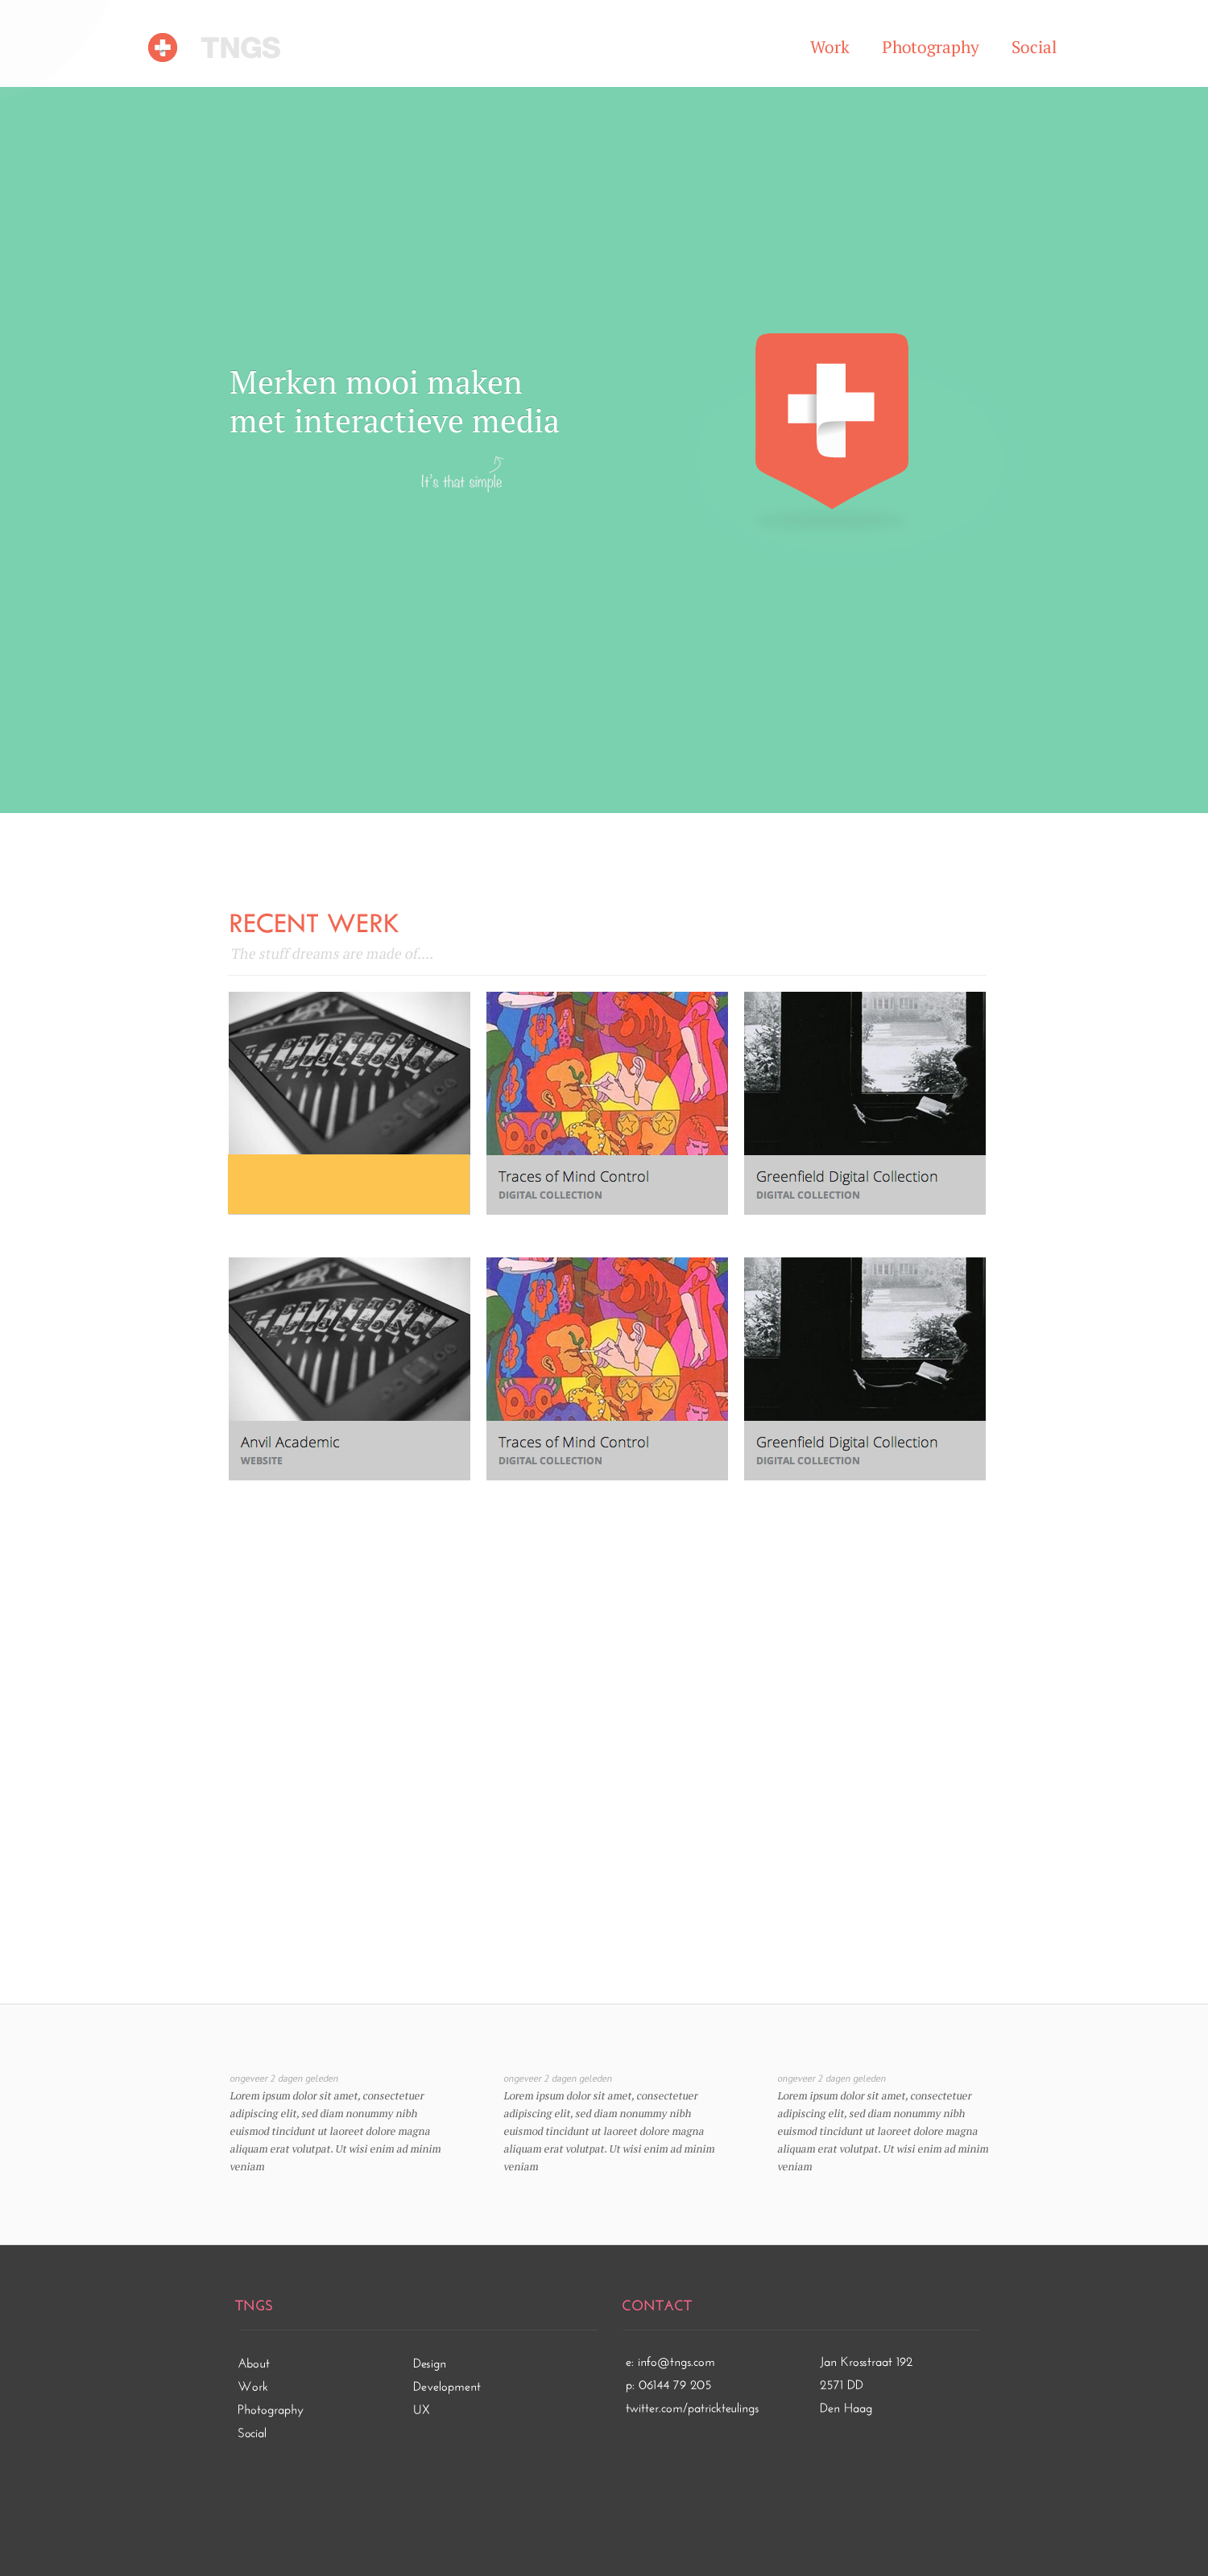 TNGS
Work Photography Social
Merken mooi maken
met interactieve media
It's that simple
RECENT WERK
The stuff dreams are made of....
Traces of Mind Control
DIGITAL COLLECTION
Greenfield Digital Collection
DIGITAL COLLECTION
Anvil Academic
WEBSITE
Traces of Mind Control
DIGITAL COLLECTION
Greenfield Digital Collection
DIGITAL COLLECTION
ongeveer 2 dagen geleden
Lorem ipsum dolor sit amet, consectetuer
adipiscing elit, sed diam nonummy nibh
euismod tincidunt ut laoreet dolore magna
aliquam erat volutpat. Ut wisi enim ad minim
veniam
ongeveer 2 dagen geleden
Lorem ipsum dolor sit amet, consectetuer
adipiscing elit, sed diam nonummy nibh
euismod tincidunt ut laoreet dolore magna
aliquam erat volutpat. Ut wisi enim ad minim
veniam
ongeveer 2 dagen geleden
Lorem ipsum dolor sit amet, consectetuer
adipiscing elit, sed diam nonummy nibh
euismod tincidunt ut laoreet dolore magna
aliquam erat volutpat. Ut wisi enim ad minim
veniam
TNGS
About
Work
Photography
Social
Design
Development
UX
CONTACT
e: info@tngs.com
p: 06144 79 205
twitter.com/patrickteulings
Jan Krosstraat 192
2571 DD
Den Haag